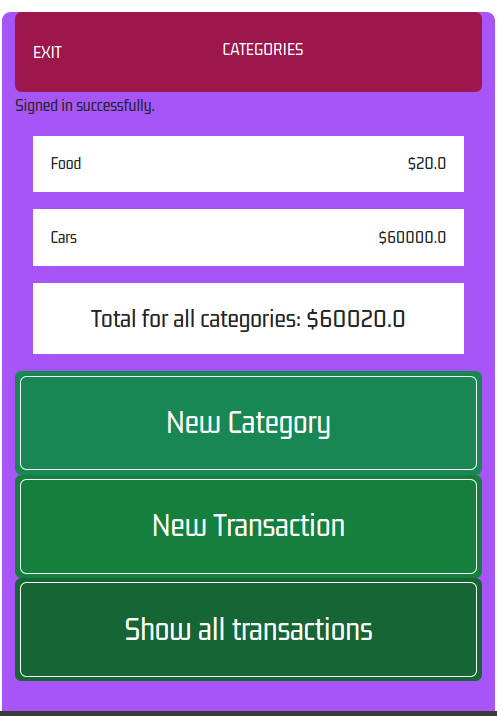 EXIT CATEGORIES
Signed in successfully.
Food $20.0
Cars $60000.0
Total for all categories: $60020.0
New Category
New Transaction
Show all transactions